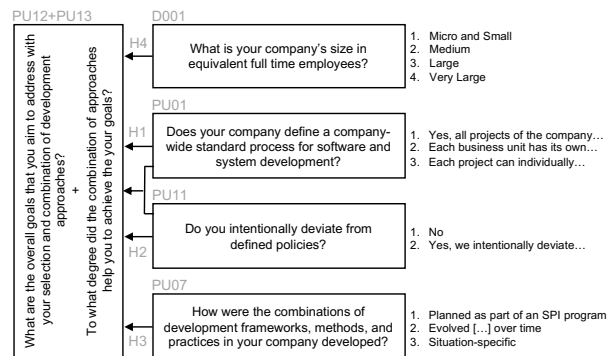 PU12+PU13
What are the overall goals that you aim to address with
your selection and combination of development
approaches?
+
To what degree did the combination of approaches
help you to achieve the your goals?
D001
H4
What is your company's size in
equivalent full time employees?
1. Micro and Small
2. Medium
3. Large
4. Very Large
PU01
H1
Does your company define a company-
wide standard process for software and
system development?
1. Yes, all projects of the company…
2. Each business unit has its own…
3. Each project can individually…
PU11
H2
Do you intentionally deviate from
defined policies?
1. No
2. Yes, we intentionally deviate…
PU07
H3
How were the combinations of
development frameworks, methods, and
practices in your company developed?
1. Planned as part of an SPI program
2. Evolved […] over time
3. Situation-specific